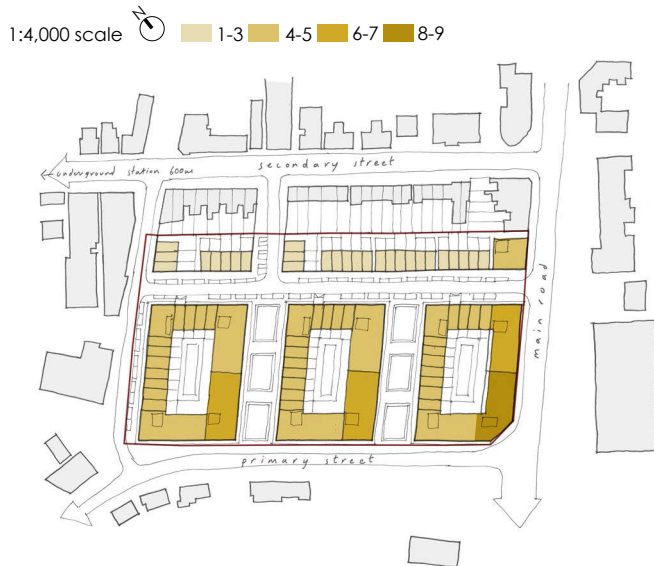 N
1:4,000 scale 1-3 4-5 6-7 8-9
secondary street
underground station 600m
main road
primary street